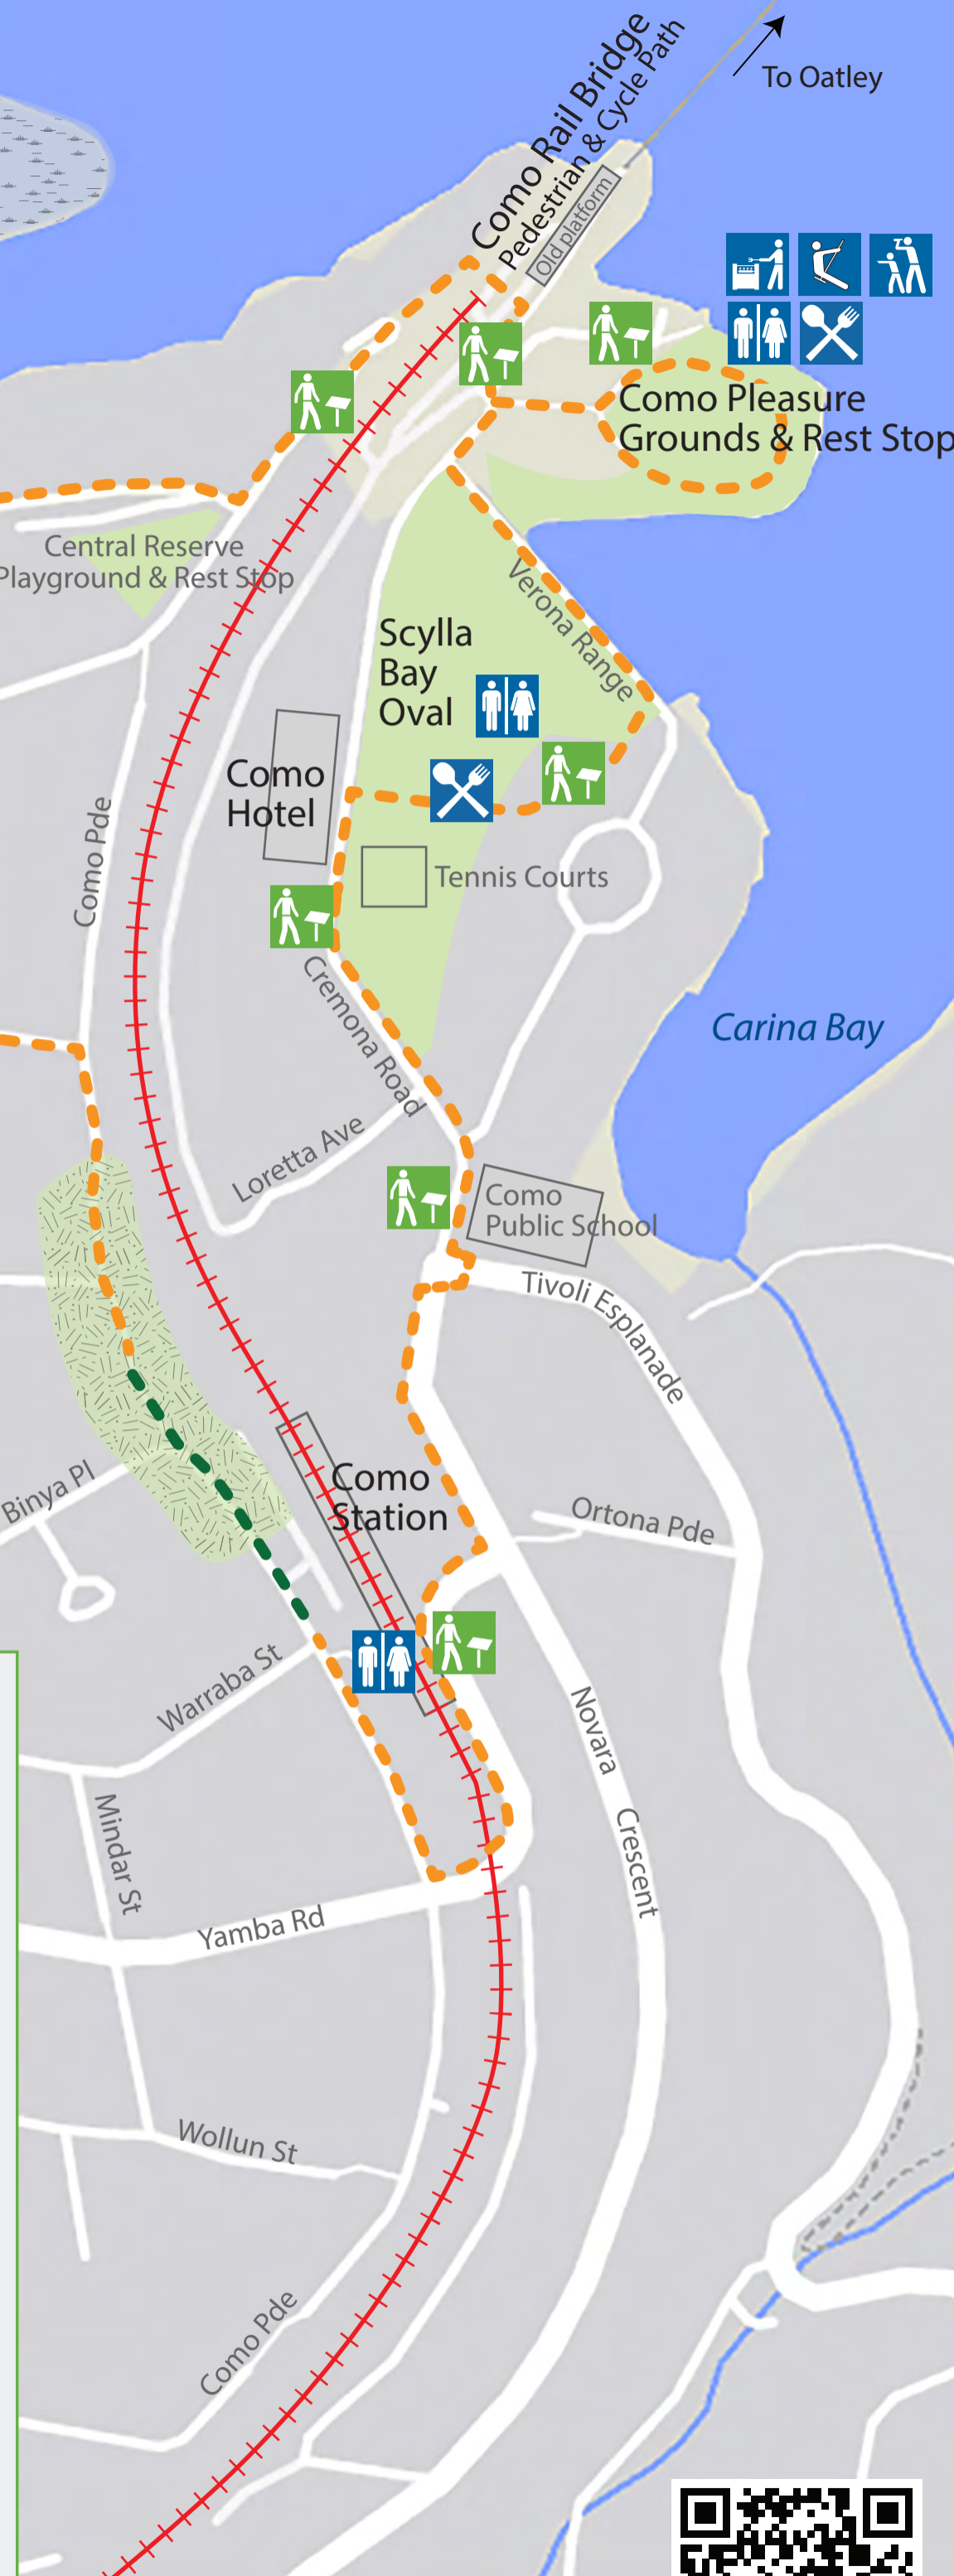 To Oatley
Como Rail Bridge
Pedestrian & Cycle Path
Old platform
Como Pleasure
Grounds & Rest Stop
Central Reserve
Playground & Rest Stop
Verona Range
Scylla
Bay
Oval
Como
Hotel
Como Pde
Tennis Courts
Cremona Road
Carina Bay
Loretta Ave
Como
Public School
Tivoli Esplanade
Como
Station
Binya Pl
Ortona Pde
Warraba St
Novara Crescent
Mindar St
Yamba Rd
Wollun St
Como Pde